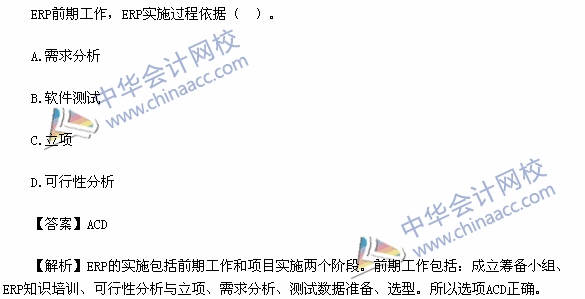 ERP前期工作，ERP实施过程依据（　）。
A.需求分析
B.软件测试
中华会计网校
www.chinaacc.com
C.立项
D.可行性分析
【答案】ACD
中华会计网校
www.chinaacc.com
【解析】ERP的实施包括前期工作和项目实施两个阶段。前期工作包括：成立筹备小组、
ERP知识培训、可行性分析与立项、需求分析、测试数据准备、选型。所以选项ACD正确。